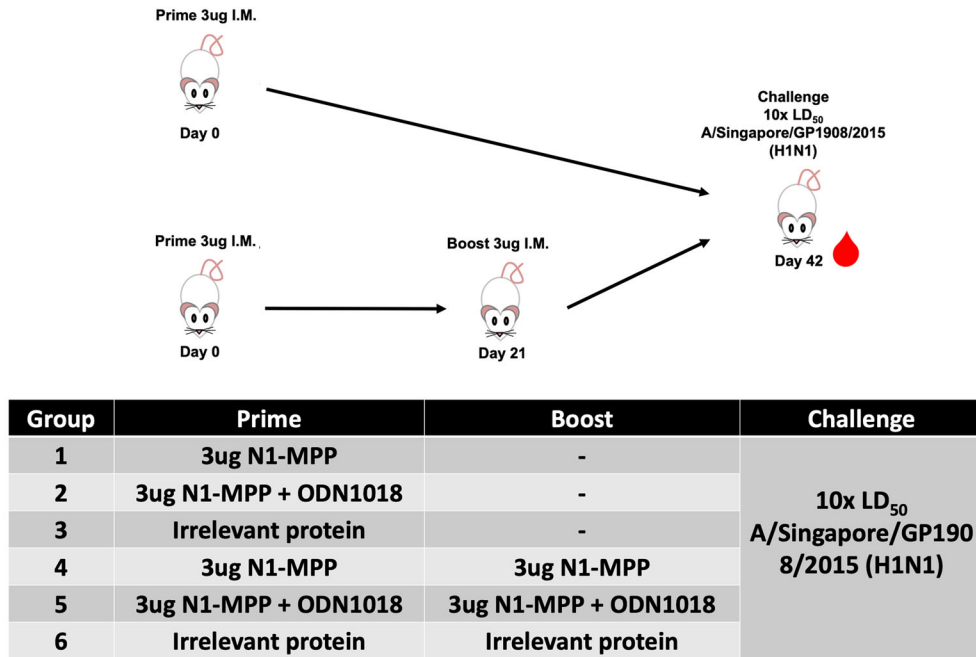 Prime 3ug I.M.
Day 0
Challenge
10x LD₅₀
A/Singapore/GP1908/2015
(H1N1)
Day 42
Prime 3ug I.M.
Day 0
Boost 3ug I.M.
Day 21
Group Prime Boost Challenge
1 3ug N1-MPP -
2 3ug N1-MPP + ODN1018 -
3 Irrelevant protein -
4 3ug N1-MPP 3ug N1-MPP
5 3ug N1-MPP + ODN1018 3ug N1-MPP + ODN1018
6 Irrelevant protein Irrelevant protein
10x LD₅₀
A/Singapore/GP190
8/2015 (H1N1)